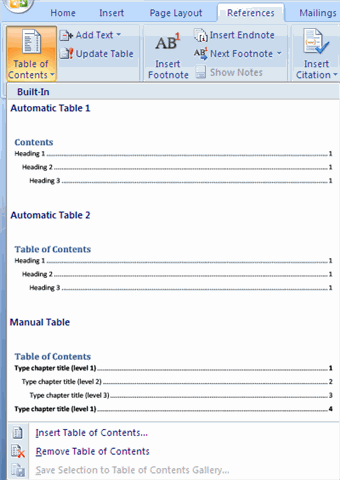 Home Insert Page Layout References Mailings
Table of Contents
Add Text
Update Table
AB1
Insert Footnote
Insert Endnote
AB1 Next Footnote
Show Notes
Insert Citation
Built-In
Automatic Table 1
Contents
Heading 1 1
Heading 2 1
Heading 3 1
Automatic Table 2
Table of Contents
Heading 1 1
Heading 2 1
Heading 3 1
Manual Table
Table of Contents
Type chapter title (level 1) 1
Type chapter title (level 2) 2
Type chapter title (level 3) 3
Type chapter title (level 1) 4
Insert Table of Contents...
Remove Table of Contents
Save Selection to Table of Contents Gallery...